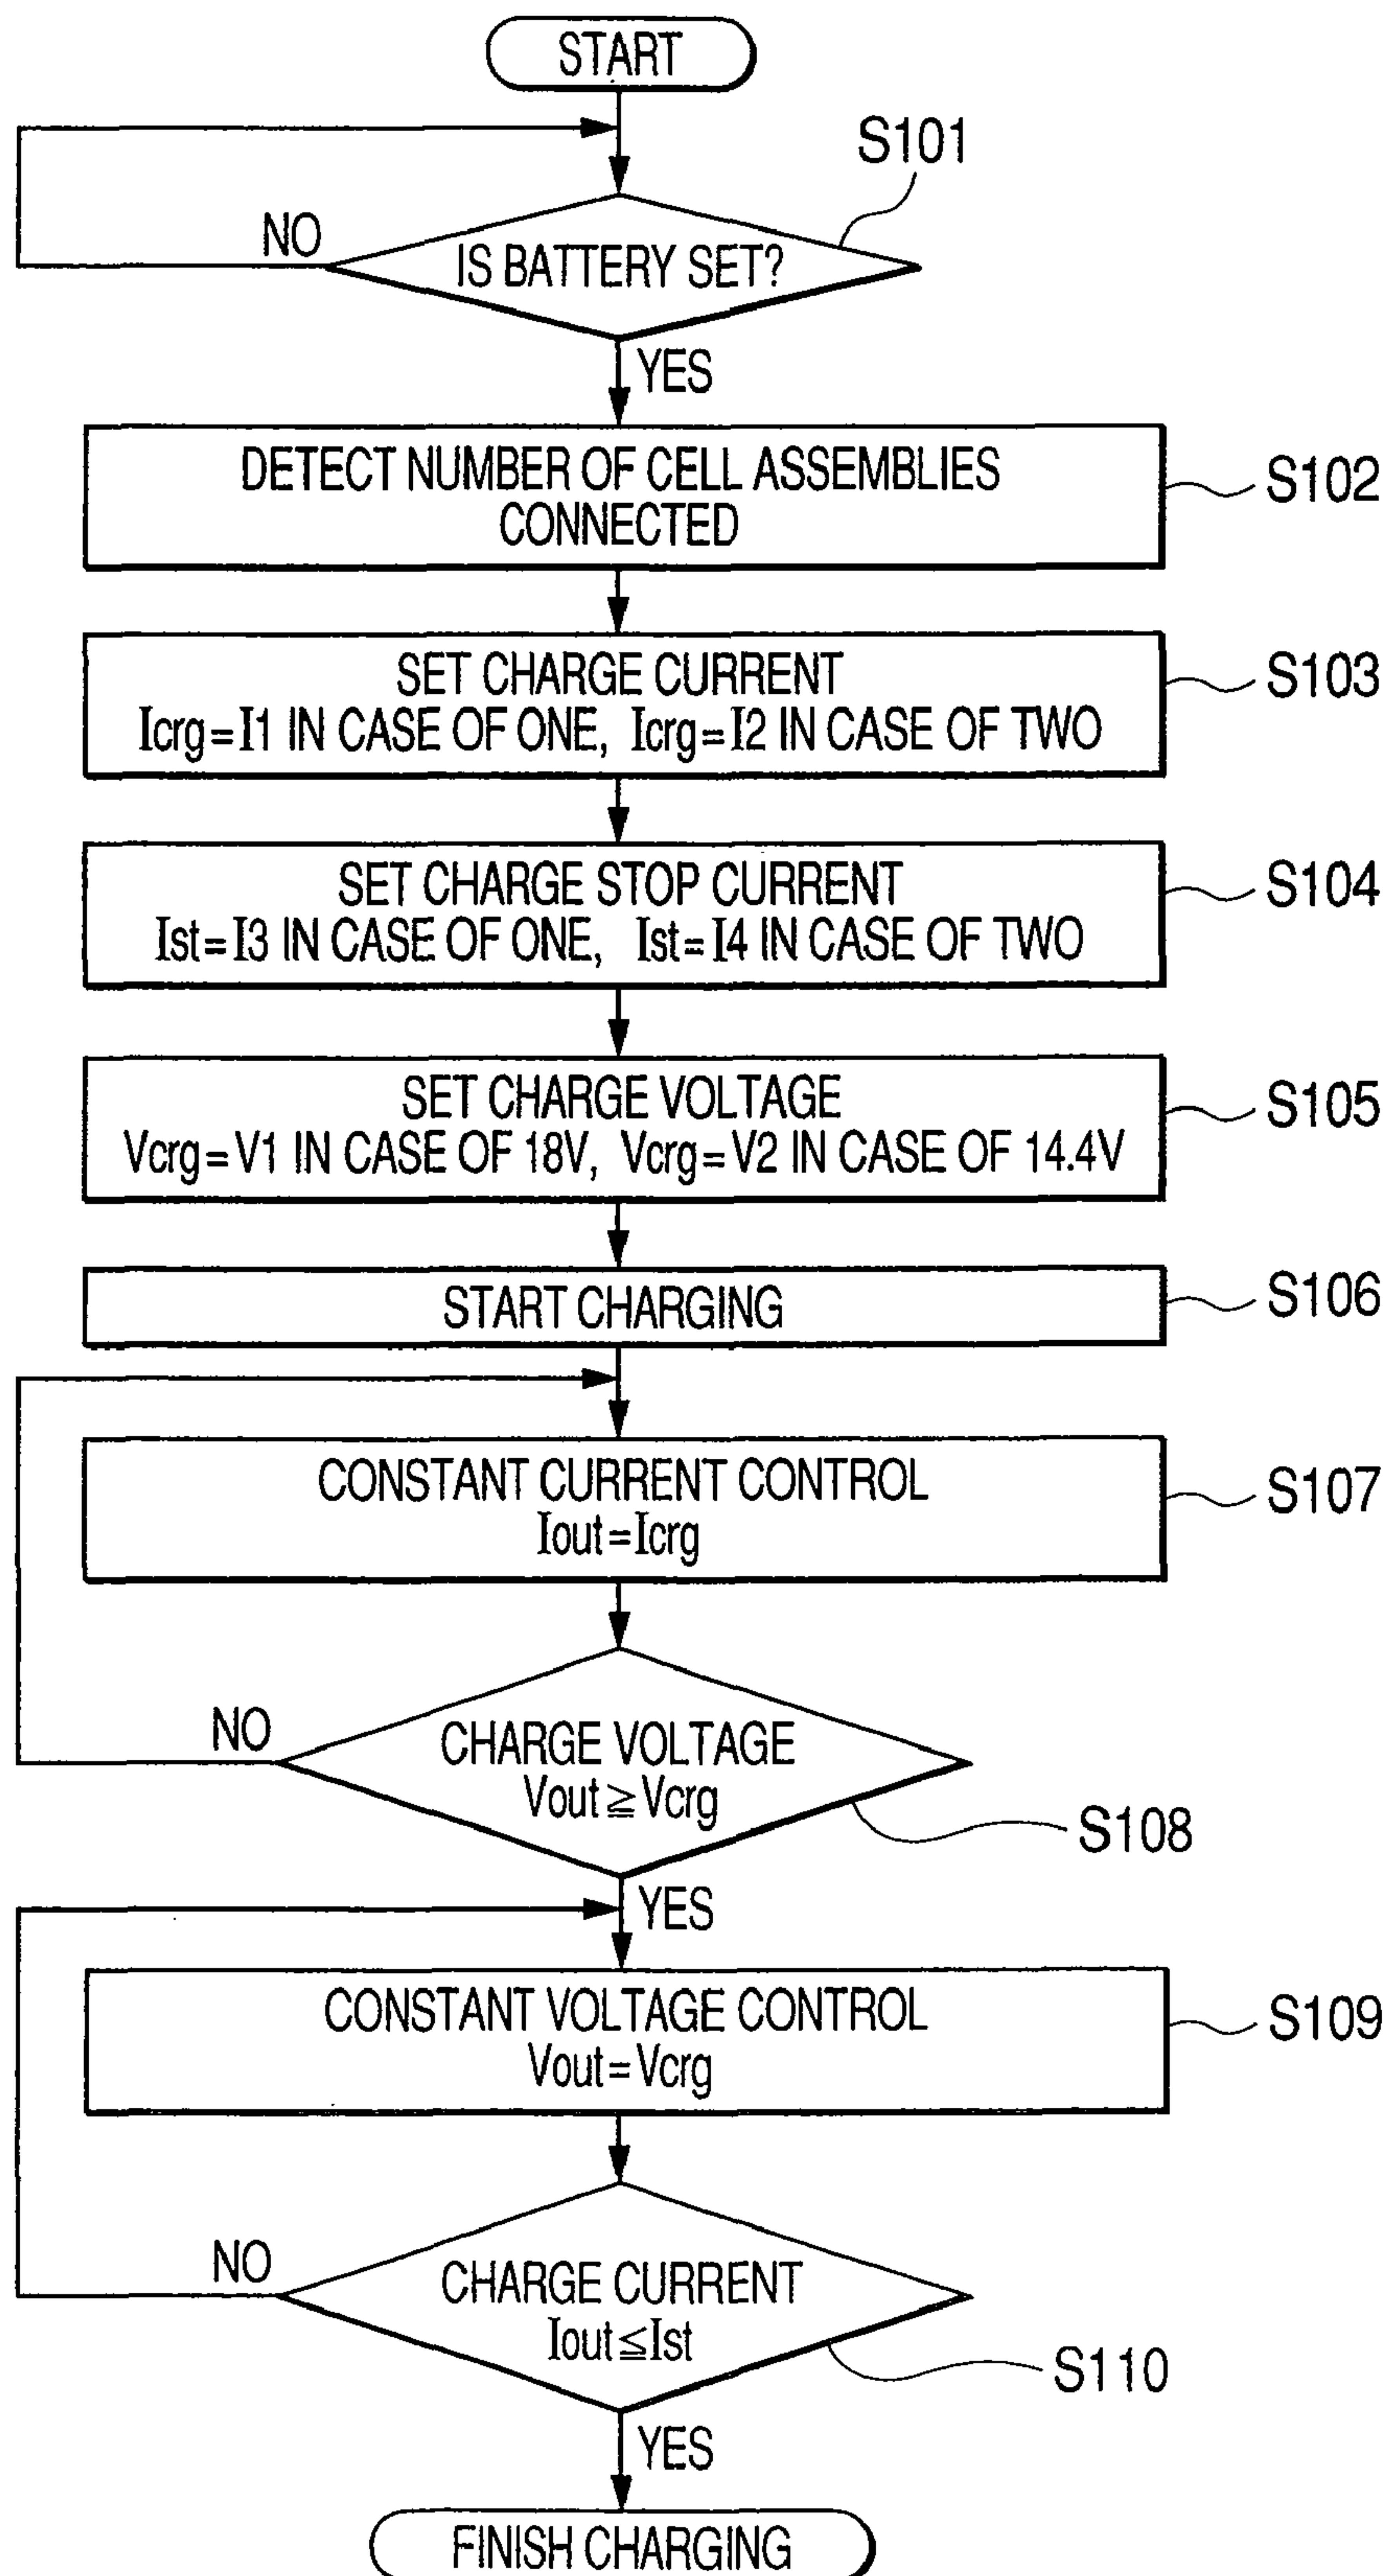 START
S101
NO
IS BATTERY SET?
YES
DETECT NUMBER OF CELL ASSEMBLIES
CONNECTED
S102
SET CHARGE CURRENT
Icrg=I1 IN CASE OF ONE, Icrg=I2 IN CASE OF TWO
S103
SET CHARGE STOP CURRENT
Ist=I3 IN CASE OF ONE, Ist=I4 IN CASE OF TWO
S104
SET CHARGE VOLTAGE
Vcrg=V1 IN CASE OF 18V, Vcrg=V2 IN CASE OF 14.4V
S105
START CHARGING
S106
CONSTANT CURRENT CONTROL
Iout=Icrg
S107
NO
CHARGE VOLTAGE
Vout≧Vcrg
S108
YES
CONSTANT VOLTAGE CONTROL
Vout=Vcrg
S109
NO
CHARGE CURRENT
Iout≦Ist
S110
YES
FINISH CHARGING